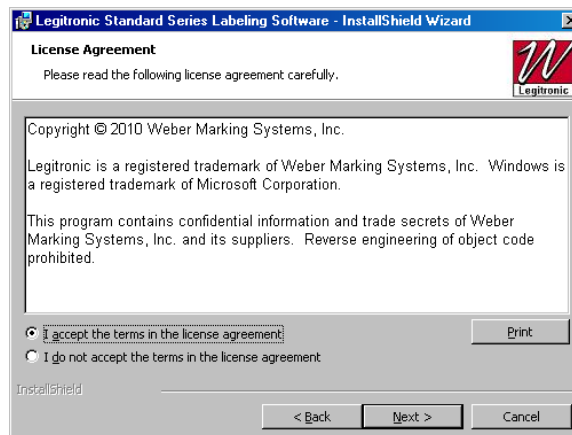 Legitronic Standard Series Labeling Software - InstallShield Wizard
License Agreement
Please read the following license agreement carefully.
Legitronic
Copyright © 2010 Weber Marking Systems, Inc.
Legitronic is a registered trademark of Weber Marking Systems, Inc.  Windows is
a registered trademark of Microsoft Corporation.
This program contains confidential information and trade secrets of Weber
Marking Systems, Inc. and its suppliers.  Reverse engineering of object code
prohibited.
I accept the terms in the license agreement
Print
I do not accept the terms in the license agreement
InstallShield
< Back
Next >
Cancel